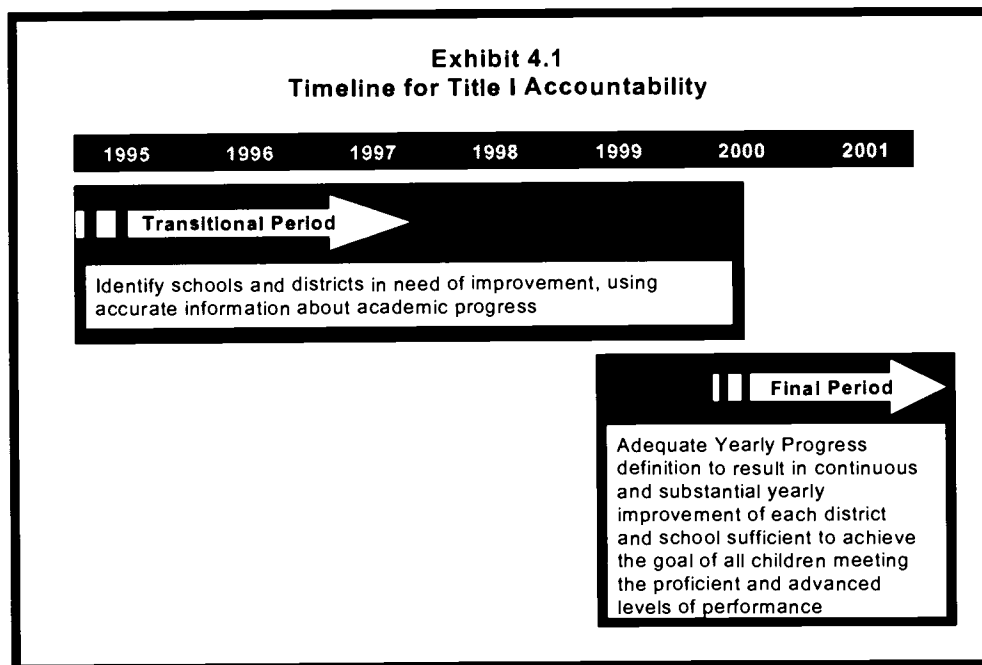 Exhibit 4.1
Timeline for Title I Accountability
1995 1996 1997 1998 1999 2000 2001
Transitional Period
Identify schools and districts in need of improvement, using
accurate information about academic progress
Final Period
Adequate Yearly Progress
definition to result in continuous
and substantial yearly
improvement of each district
and school sufficient to achieve
the goal of all children meeting
the proficient and advanced
levels of performance